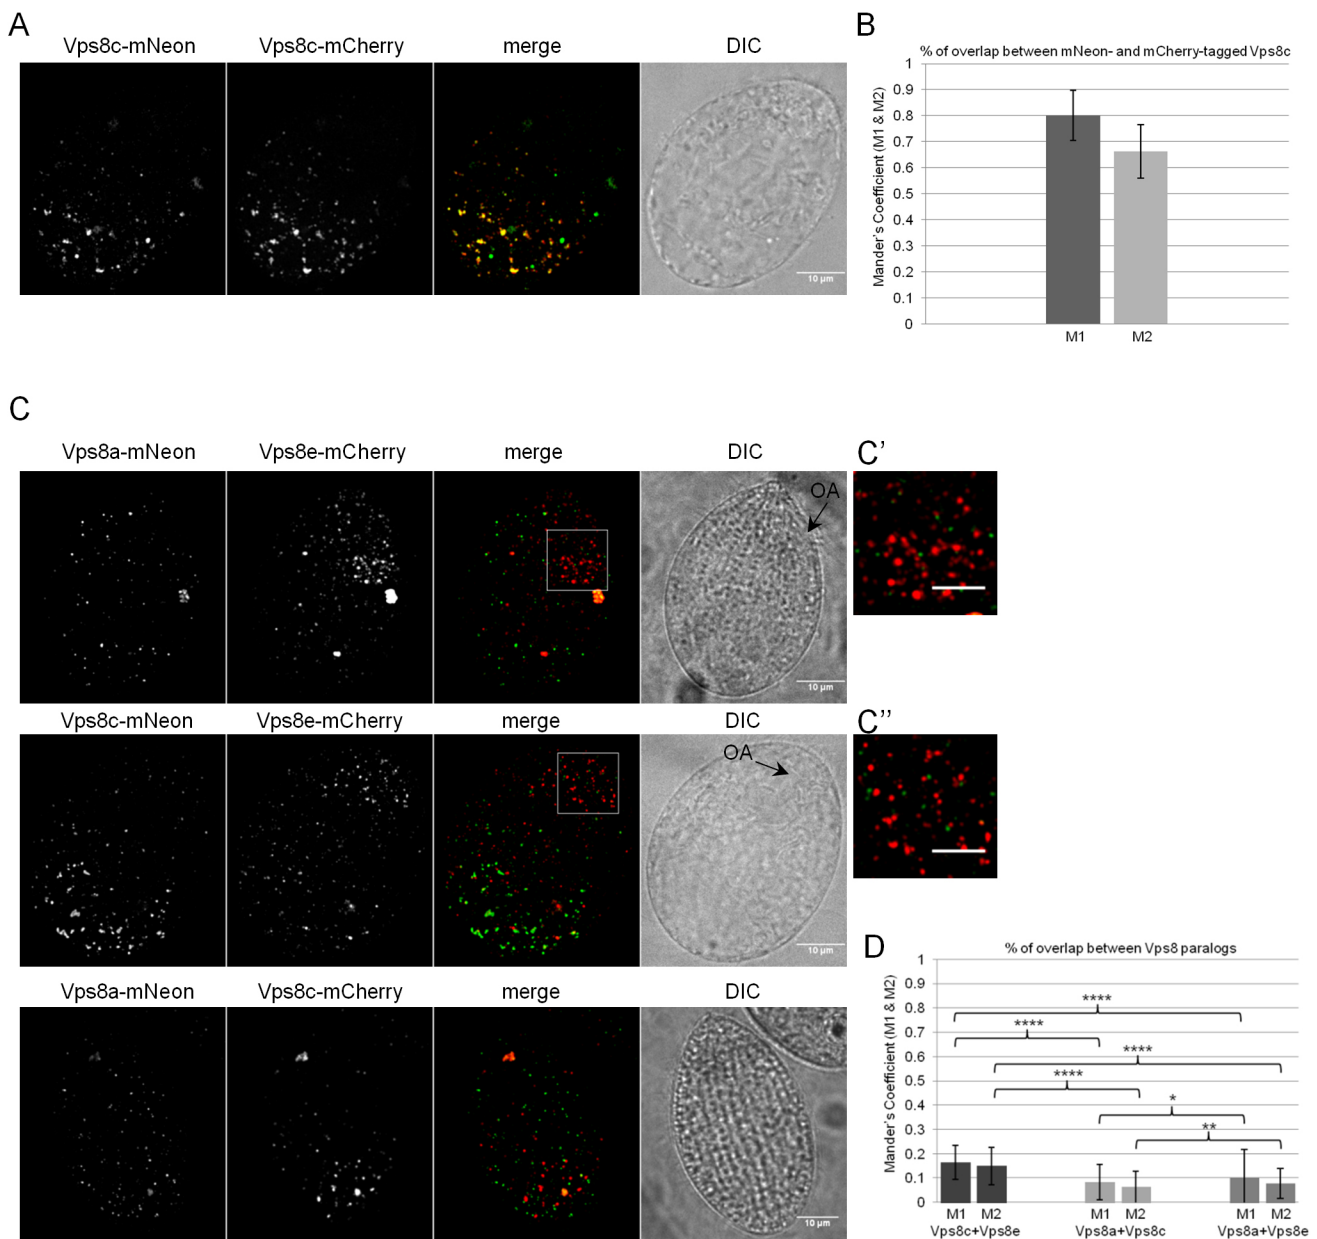 A
Vps8c-mNeon
Vps8c-mCherry
merge
DIC
10 µm
B
% of overlap between mNeon- and mCherry-tagged Vps8c
Mander's Coefficient (M1 & M2)
1
0.9
0.8
0.7
0.6
0.5
0.4
0.3
0.2
0.1
0
M1
M2
C
Vps8a-mNeon
Vps8e-mCherry
merge
DIC
OA
10 µm
C'
Vps8c-mNeon
Vps8e-mCherry
merge
DIC
OA
10 µm
C''
Vps8a-mNeon
Vps8c-mCherry
merge
DIC
10 µm
D
% of overlap between Vps8 paralogs
Mander's Coefficient (M1 & M2)
1
0.9
0.8
0.7
0.6
0.5
0.4
0.3
0.2
0.1
0
****
****
****
****
*
**
M1 M2 M1 M2 M1 M2
Vps8c+Vps8e Vps8a+Vps8c Vps8a+Vps8e